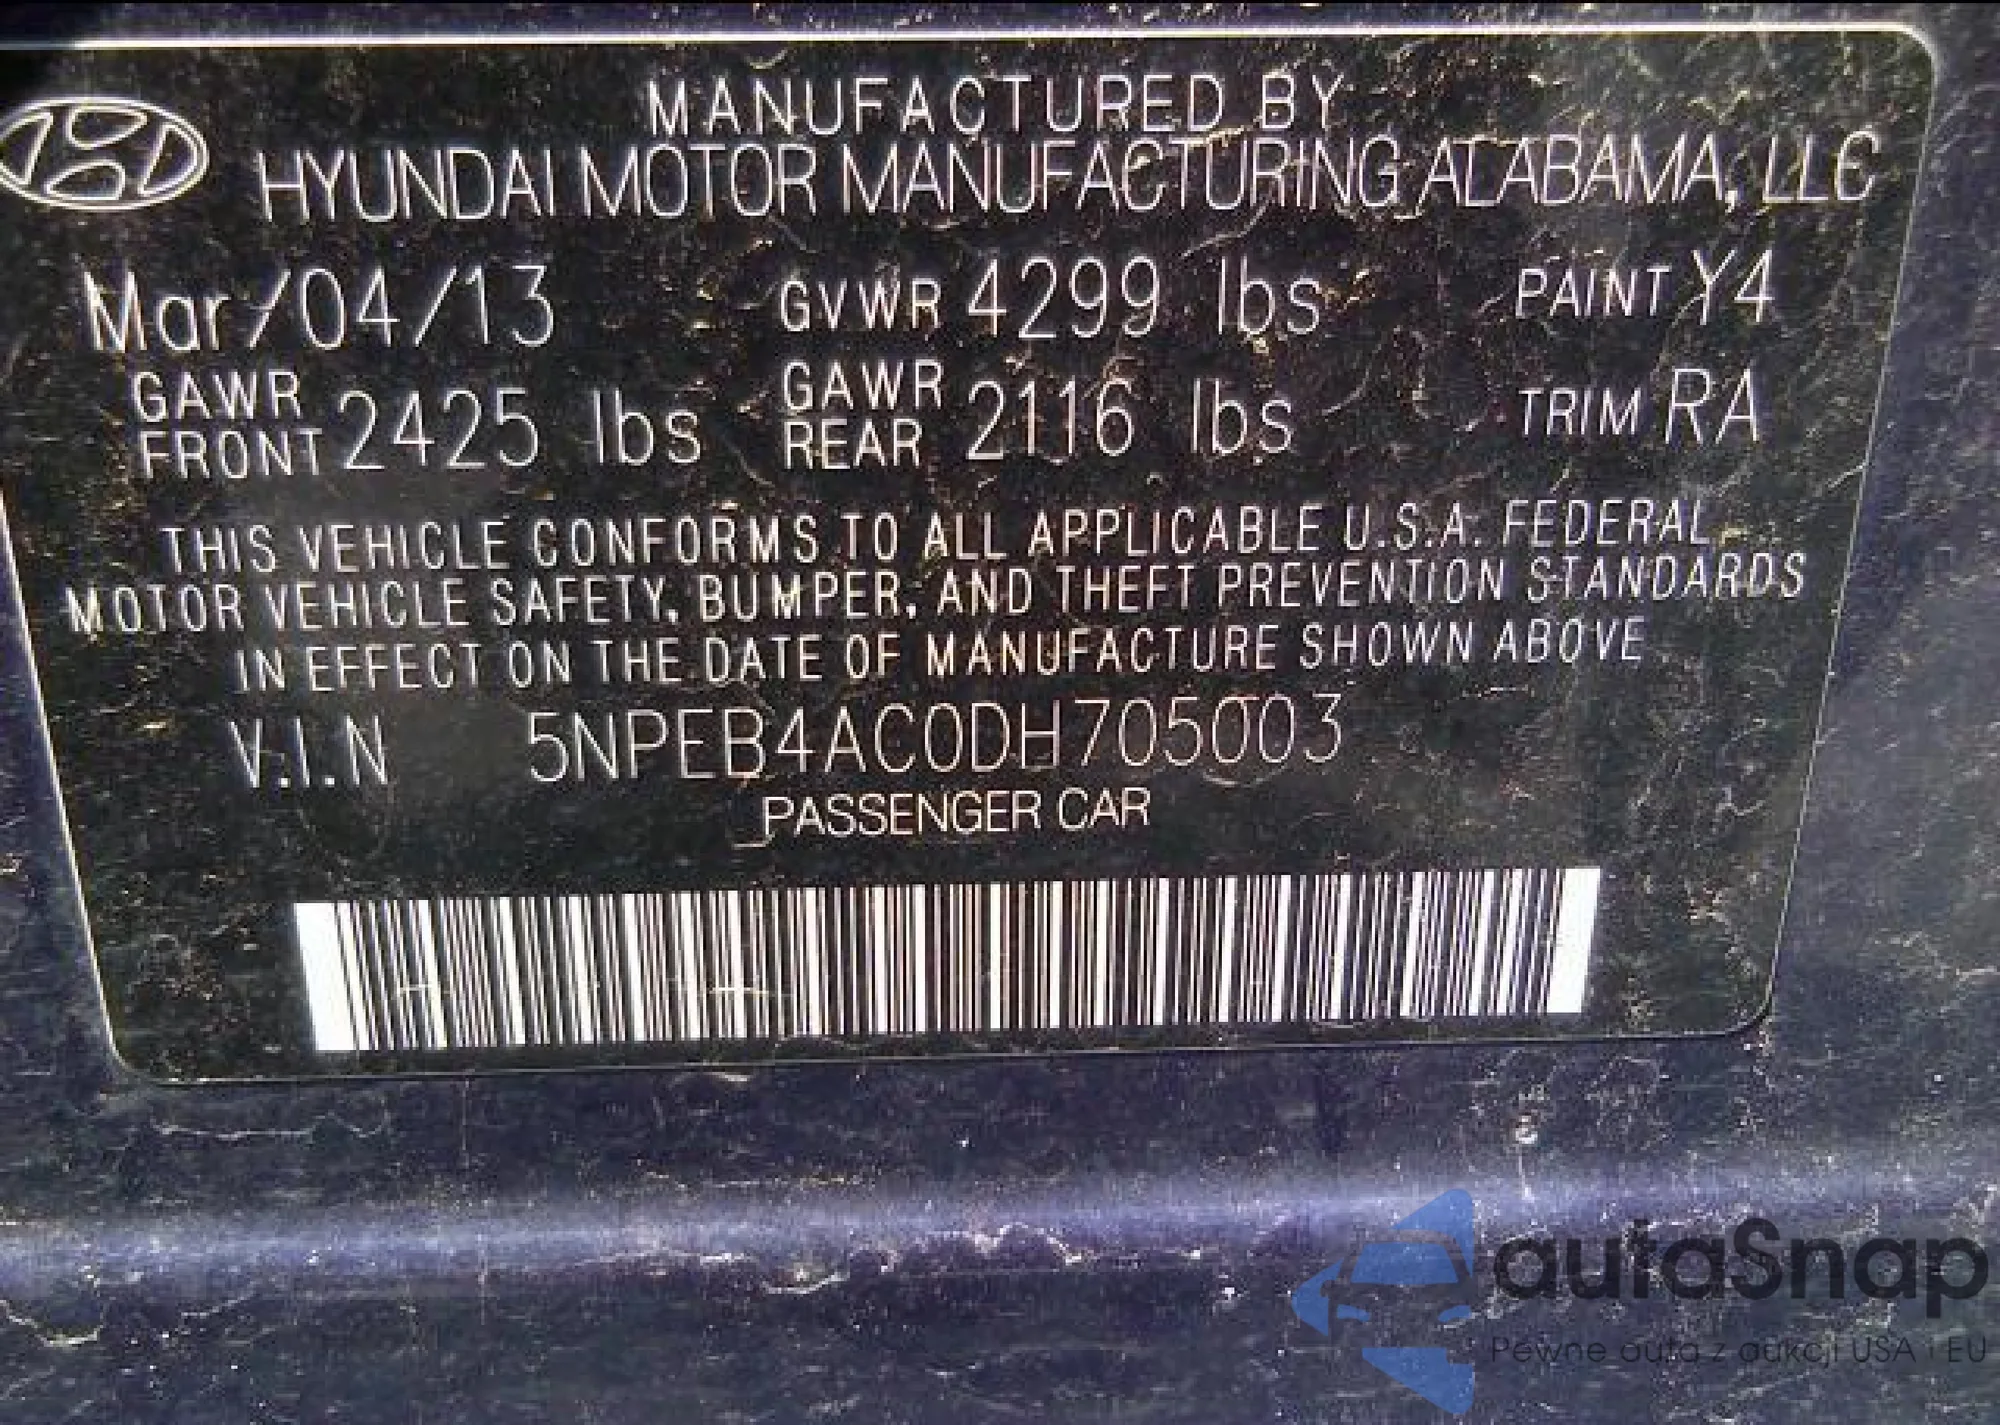 MANUFACTURED BY
HYUNDAI MOTOR MANUFACTURING ALABAMA, LLC
Mar/04/13 GVWR 4299 lbs PAINT Y4
GAWR FRONT 2425 lbs GAWR REAR 2116 lbs TRIM RA
THIS VEHICLE CONFORMS TO ALL APPLICABLE U.S.A. FEDERAL
MOTOR VEHICLE SAFETY, BUMPER, AND THEFT PREVENTION STANDARDS
IN EFFECT ON THE DATE OF MANUFACTURE SHOWN ABOVE
V.I.N 5NPEB4AC0DH705003
PASSENGER CAR
autaSnap
Pewne auta z aukcji USA i EU